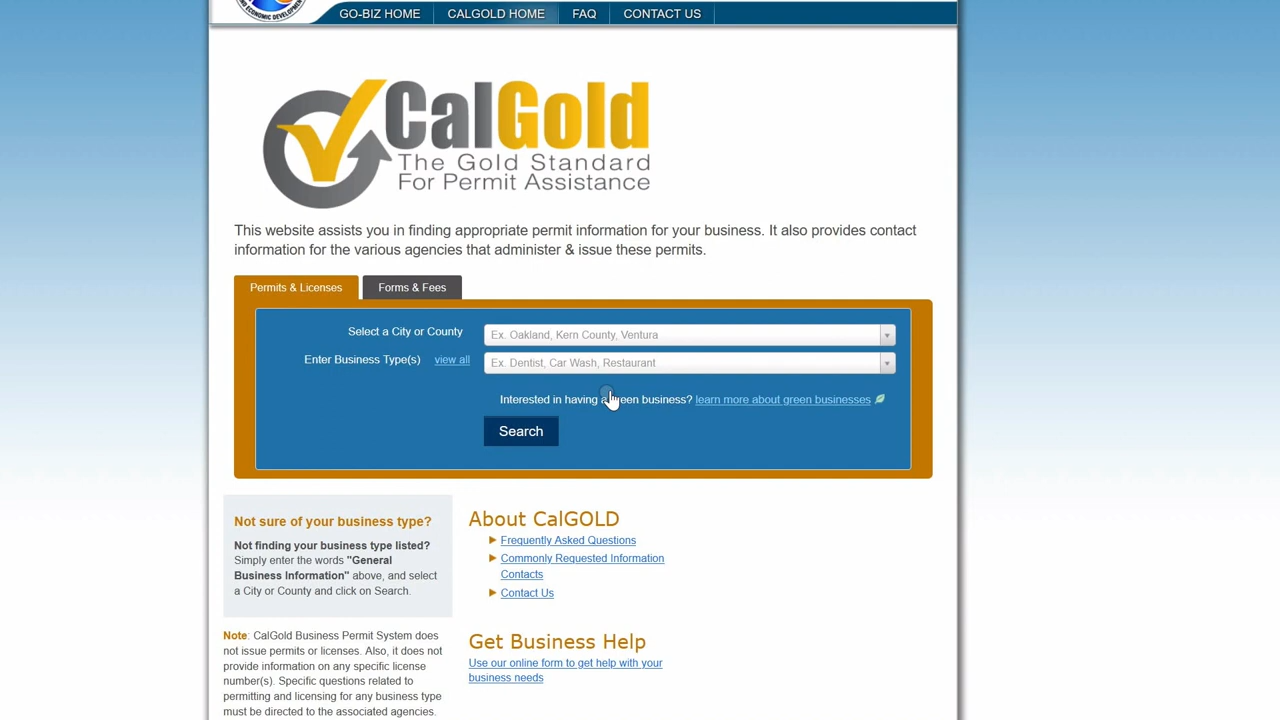 GO-BIZ HOME CALGOLD HOME FAQ CONTACT US
CalGold
The Gold Standard
For Permit Assistance
This website assists you in finding appropriate permit information for your business. It also provides contact
information for the various agencies that administer & issue these permits.
Permits & Licenses Forms & Fees
Select a City or County Ex. Oakland, Kern County, Ventura
Enter Business Type(s) view all Ex. Dentist, Car Wash, Restaurant
Interested in having a green business? learn more about green businesses
Search
Not sure of your business type?
Not finding your business type listed?
Simply enter the words "General
Business Information" above, and select
a City or County and click on Search.
Note: CalGold Business Permit System does
not issue permits or licenses. Also, it does not
provide information on any specific license
number(s). Specific questions related to
permitting and licensing for any business type
must be directed to the associated agencies.
About CalGOLD
Frequently Asked Questions
Commonly Requested Information
Contacts
Contact Us
Get Business Help
Use our online form to get help with your
business needs